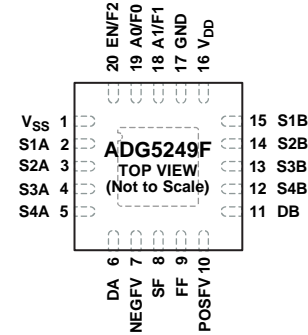 20 EN/F2
19 A0/F0
18 A1/F1
17 GND
16 VDD
VSS 1
S1A 2
S2A 3
S3A 4
S4A 5
ADG5249F
TOP VIEW
(Not to Scale)
15 S1B
14 S2B
13 S3B
12 S4B
11 DB
DA 6
NEGFV 7
SF 8
FF 9
POSFV 10